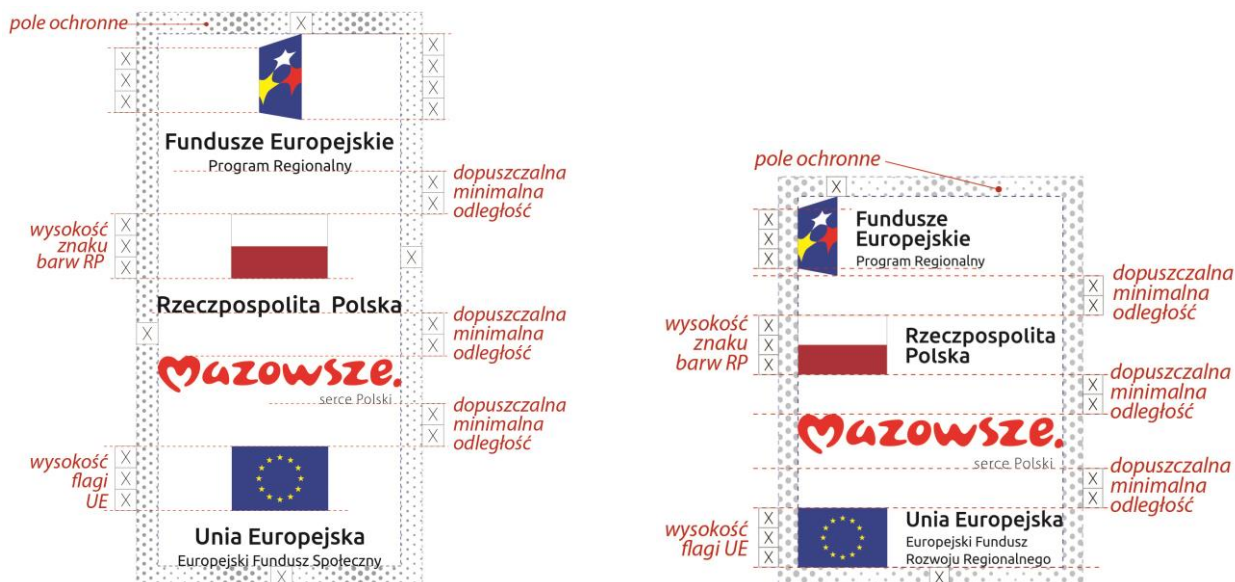 pole ochronne
X
X
X
X
X
X
X
X
Fundusze Europejskie
Program Regionalny
X
X
dopuszczalna
minimalna
odległość
wysokość
znaku
barw RP
X
X
X
X
Rzeczpospolita Polska
X
X
X
dopuszczalna
minimalna
odległość
mazowsze.
serce Polski
X
X
dopuszczalna
minimalna
odległość
wysokość
flagi
UE
X
X
X
Unia Europejska
Europejski Fundusz Społeczny
X
pole ochronne
X
X
X
X
Fundusze
Europejskie
Program Regionalny
X
X
dopuszczalna
minimalna
odległość
wysokość
znaku
barw RP
X
X
X
Rzeczpospolita
Polska
X
X
dopuszczalna
minimalna
odległość
mazowsze.
serce Polski
X
X
dopuszczalna
minimalna
odległość
wysokość
flagi UE
X
X
X
Unia Europejska
Europejski Fundusz
Rozwoju Regionalnego
X